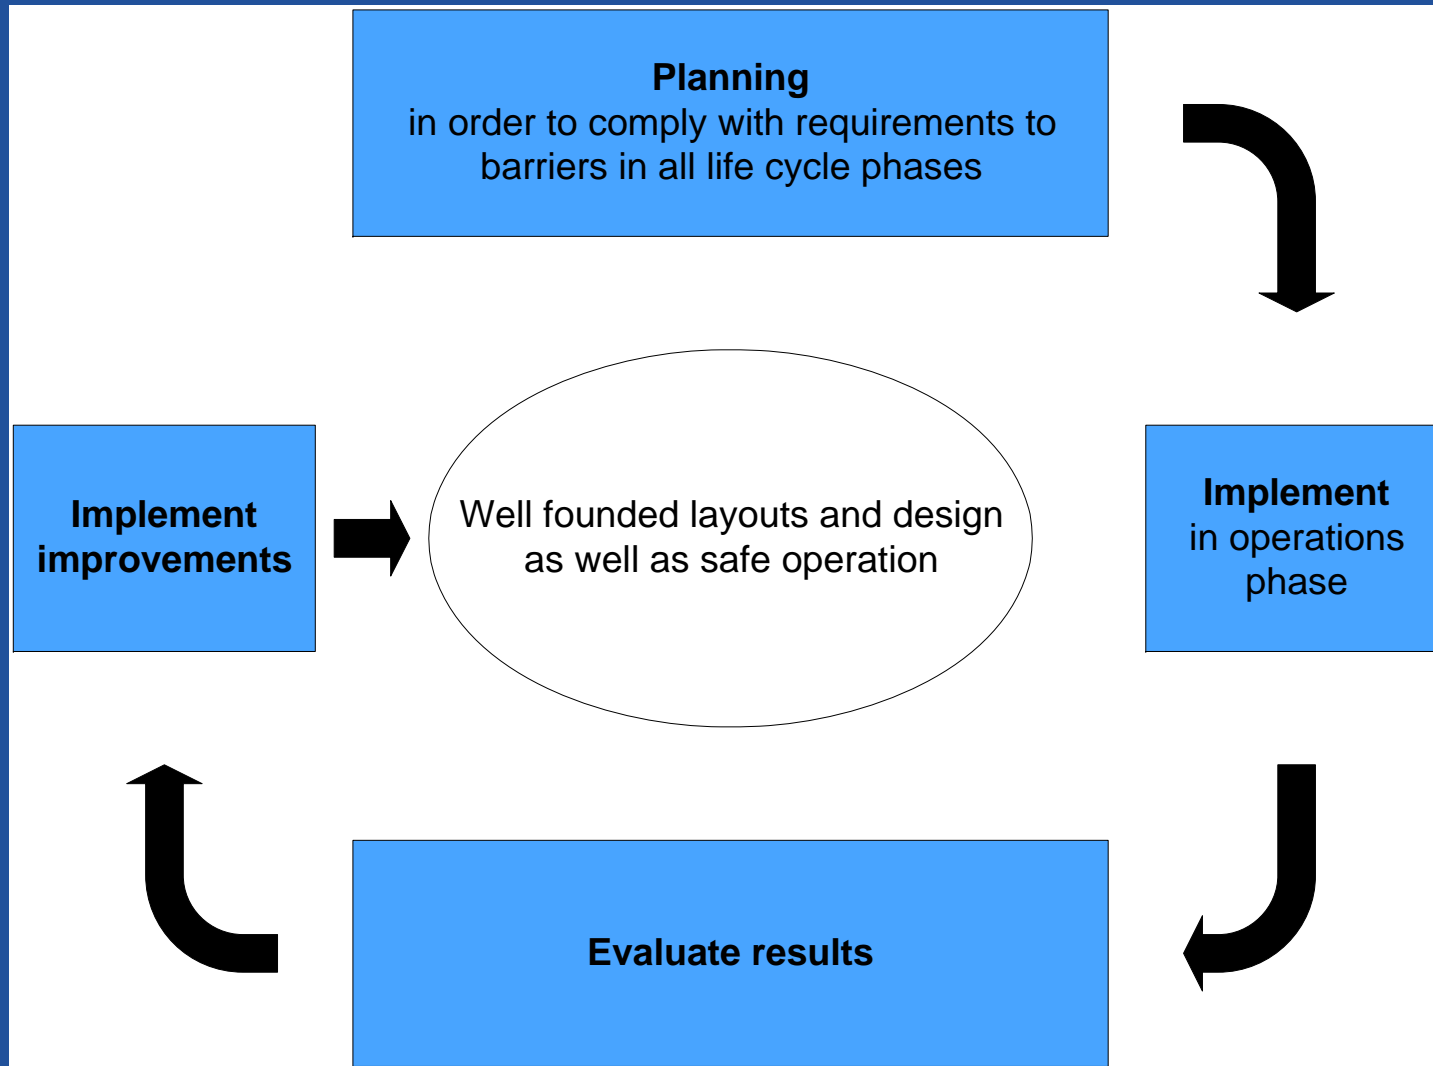 Planning
in order to comply with requirements to
barriers in all life cycle phases
Implement
improvements
Well founded layouts and design
as well as safe operation
Implement
in operations
phase
Evaluate results